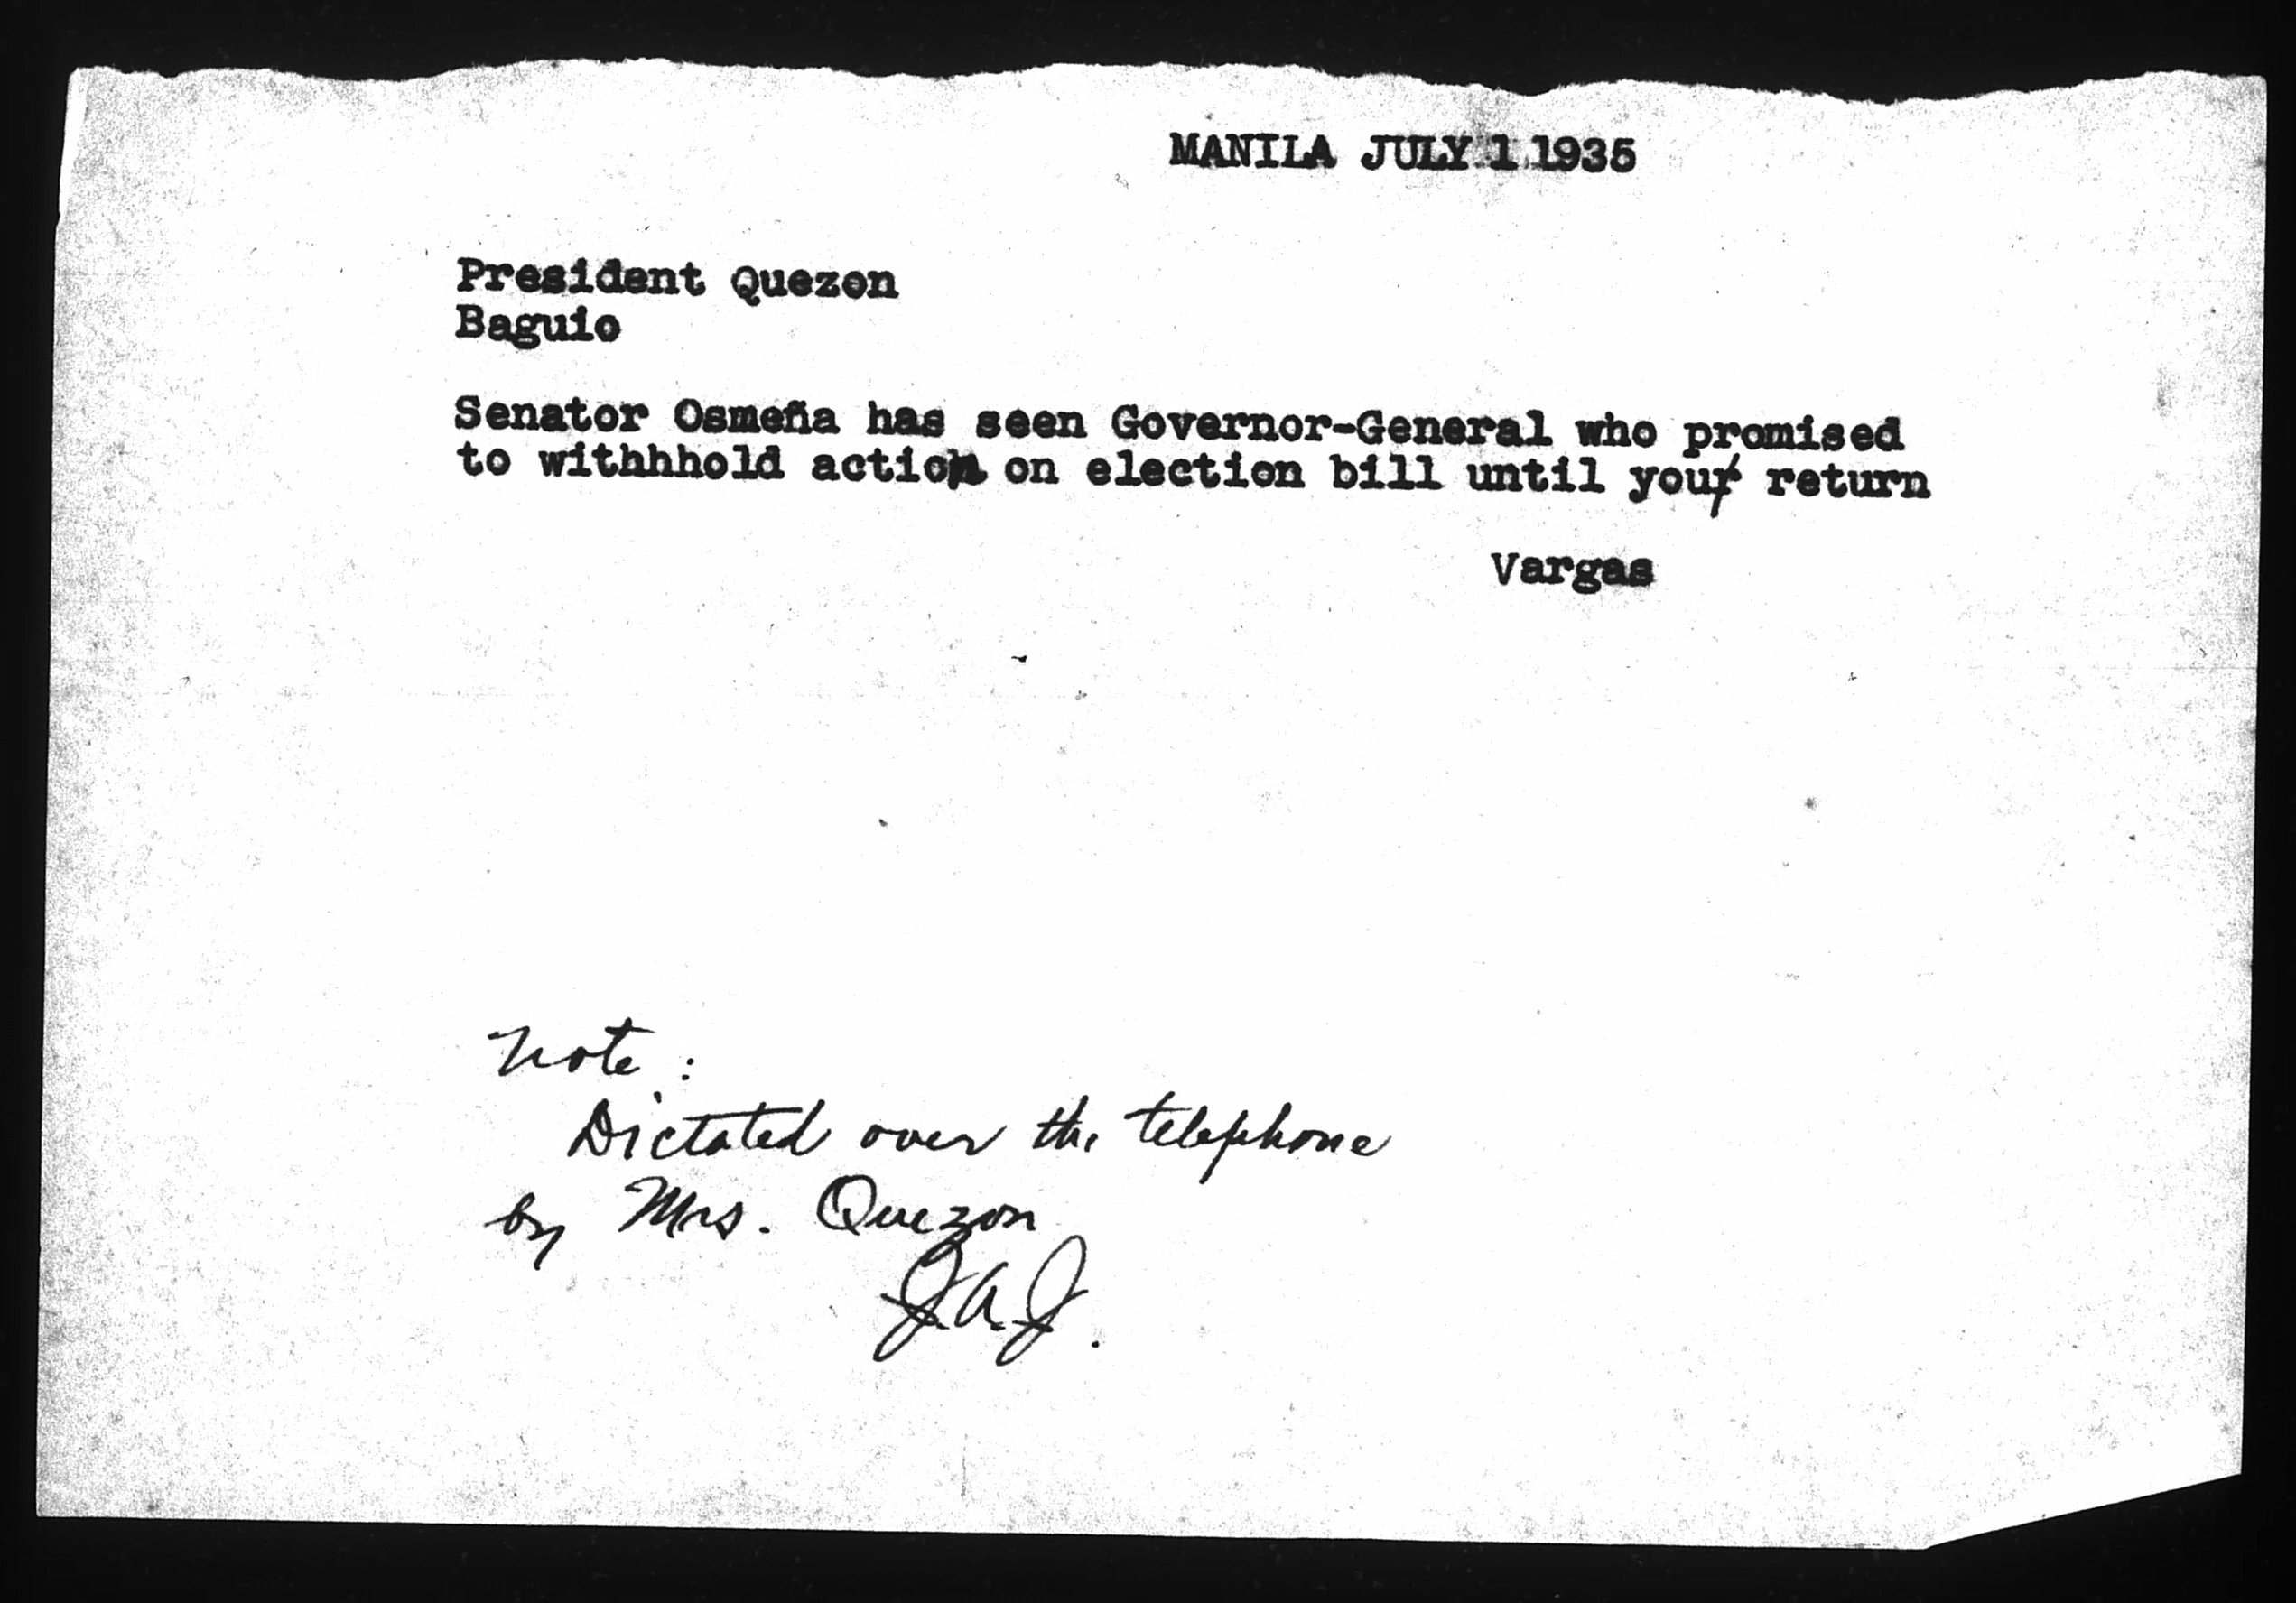 MANILA JULY 1 1935
President Quezon
Baguio
Senator Osmeña has seen Governor-General who promised
to withhhold action on election bill until your return
Vargas
Note :
Dictated over the telephone
by Mrs. Quezon
J.A.J.